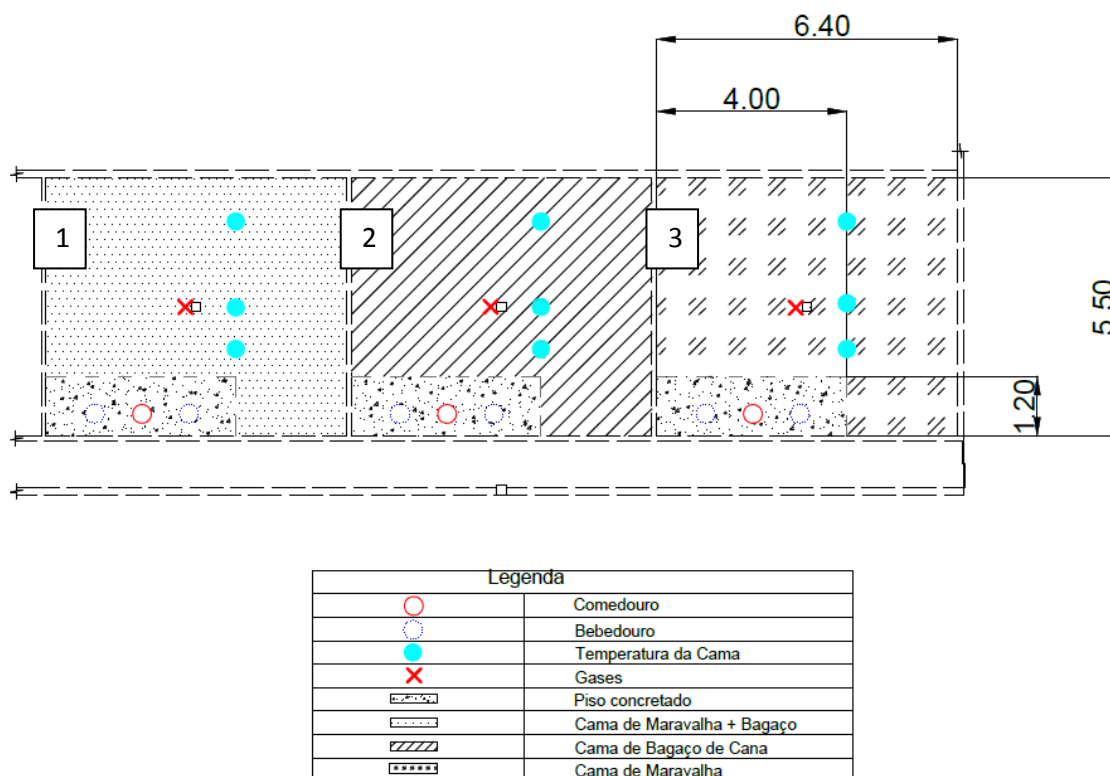 6.40
4.00
1
2
3
5.50
1.20
Legenda
Comedouro
Bebedouro
Temperatura da Cama
Gases
Piso concretado
Cama de Maravalha + Bagaço
Cama de Bagaço de Cana
Cama de Maravalha